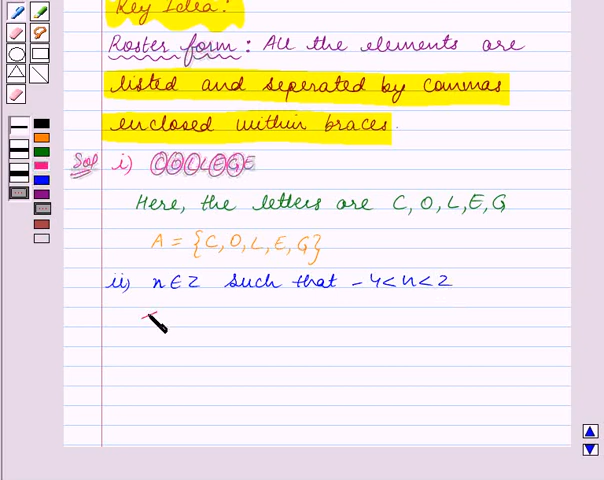 Key Idea:
Roster form: All the elements are
listed and seperated by commas
enclosed within braces.
Sol i) COLLEGE
Here, the letters are C, O, L, E, G
A = {C, O, L, E, G}
ii) n ∈ Z such that -4 < n < 2